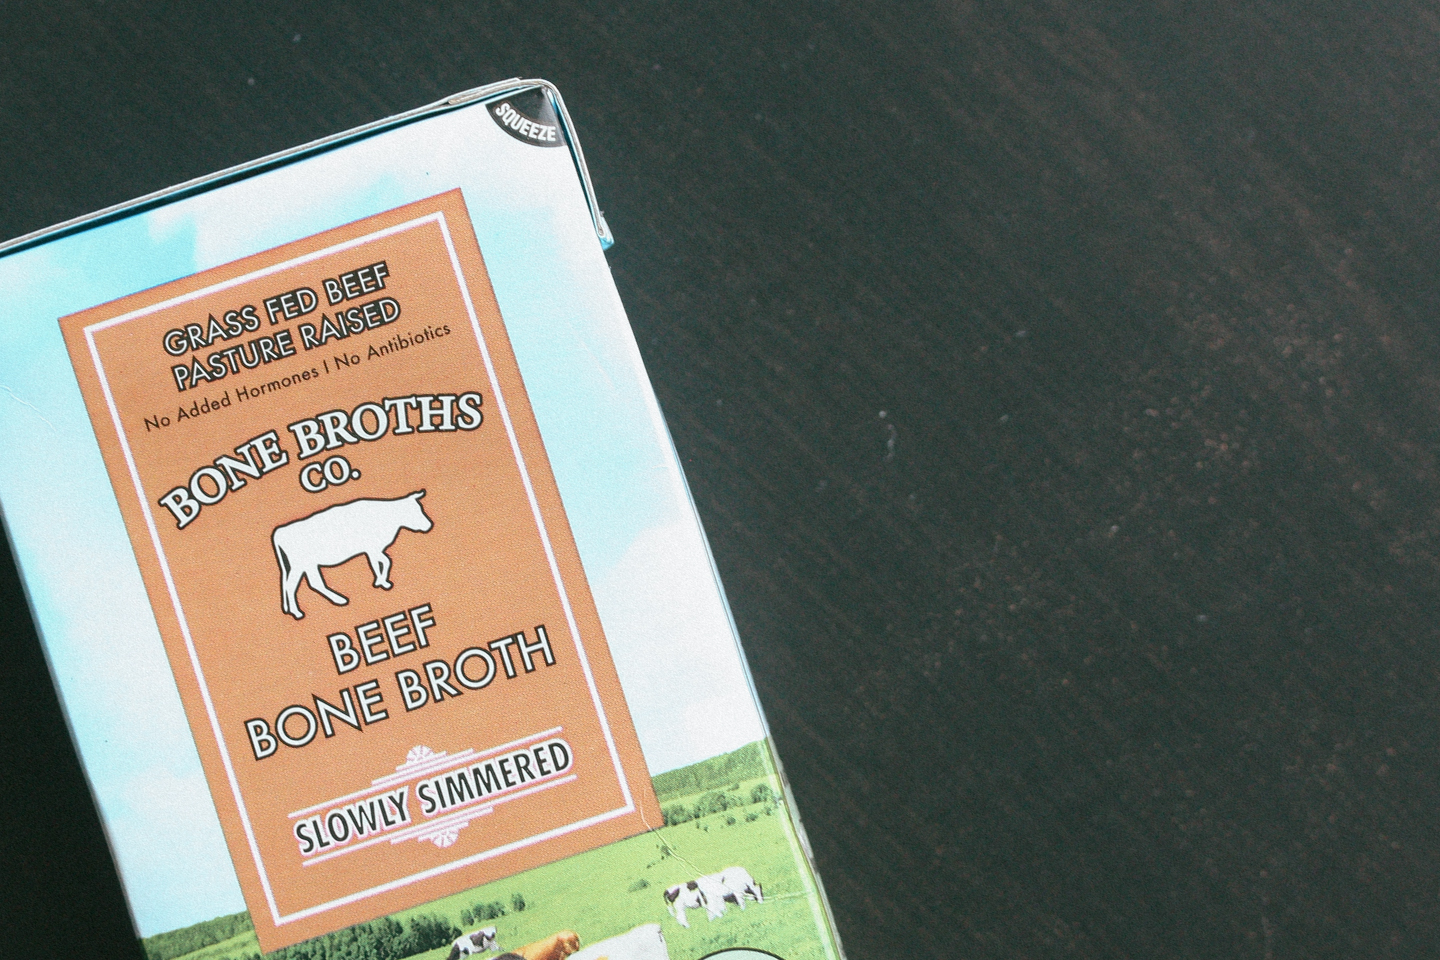 SQUEEZE
GRASS FED BEEF
PASTURE RAISED
No Added Hormones | No Antibiotics
BONE BROTHS
CO.
BEEF
BONE BROTH
SLOWLY SIMMERED